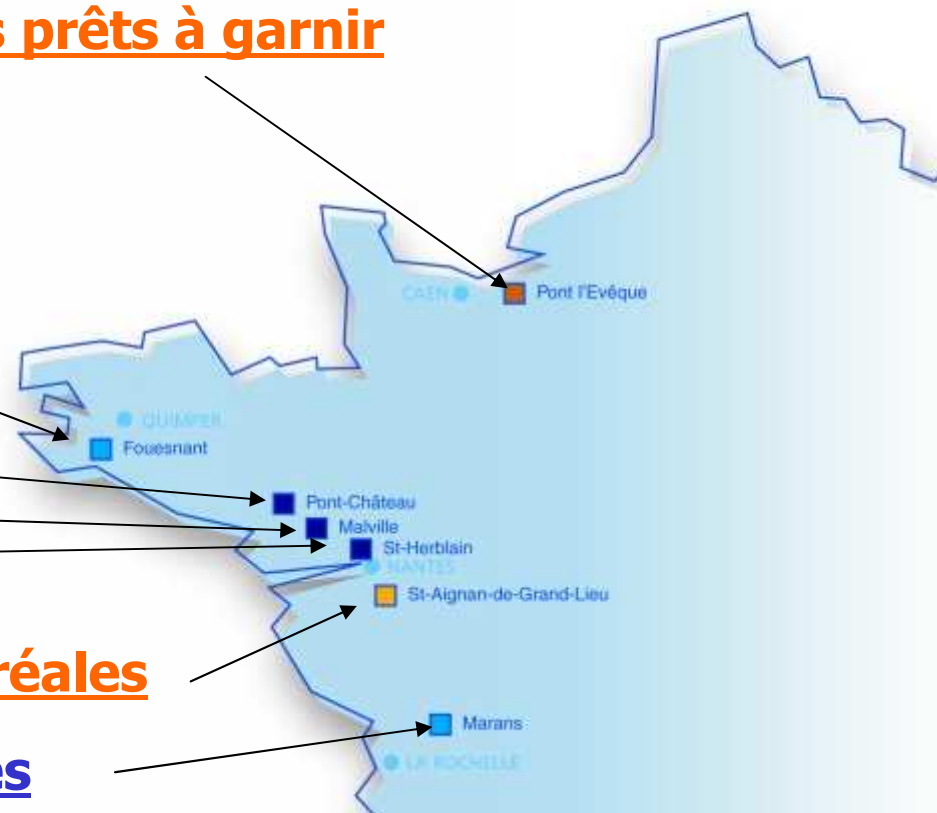 s prêts à garnir
CAEN
Pont l'Evêque
QUIMPER
Fouesnant
Pont-Château
Malville
St-Herblain
NANTES
St-Aignan-de-Grand-Lieu
réales
Marans
es
LA ROCHELLE